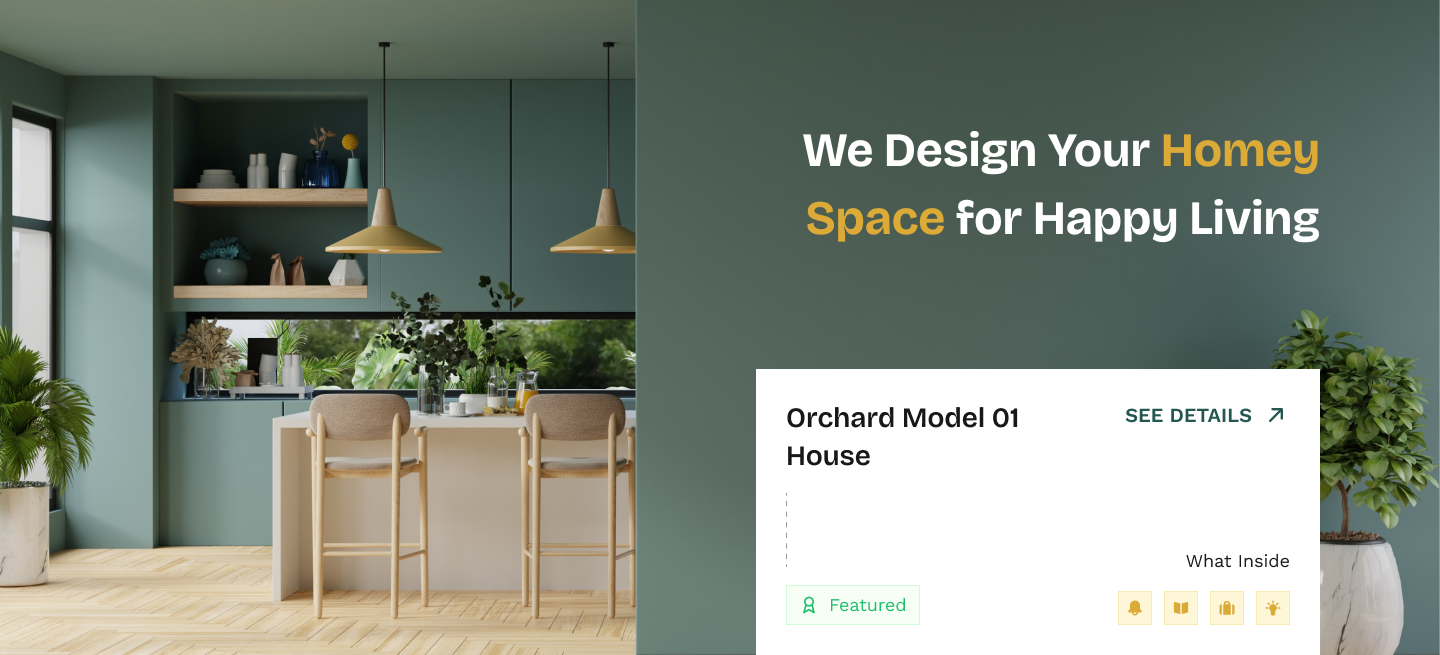 We Design Your Homey
Space for Happy Living
Orchard Model 01
House
SEE DETAILS
What Inside
Featured